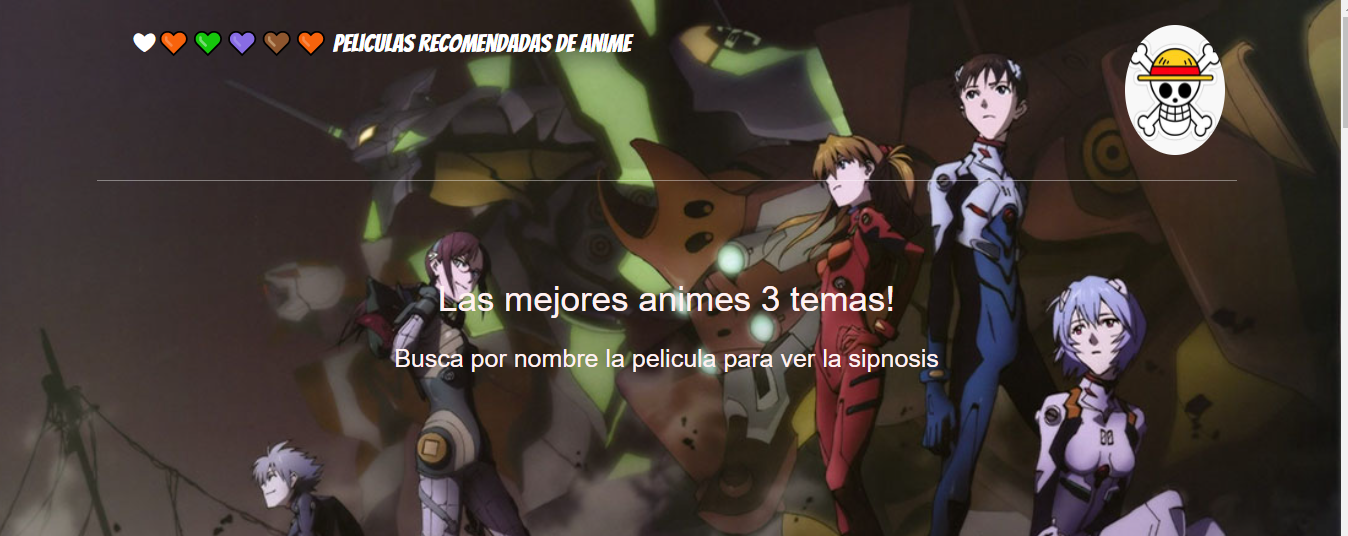 PELICULAS RECOMENDADAS DE ANIME
Las mejores animes 3 temas!
Busca por nombre la pelicula para ver la sipnosis